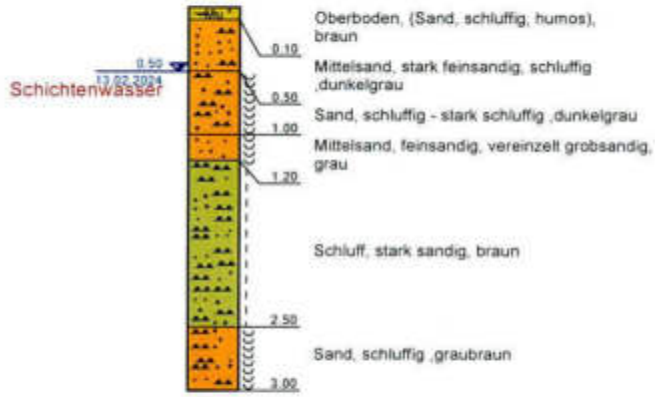 Oberboden, (Sand, schluffig, humos),
braun
0.10
0.50
13.02.2024
Schichtenwasser
Mittelsand, stark feinsandig, schluffig
,dunkelgrau
0.50
Sand, schluffig - stark schluffig ,dunkelgrau
1.00
Mittelsand, feinsandig, vereinzelt grobsandig,
grau
1.20
Schluff, stark sandig, braun
2.50
Sand, schluffig ,graubraun
3.00